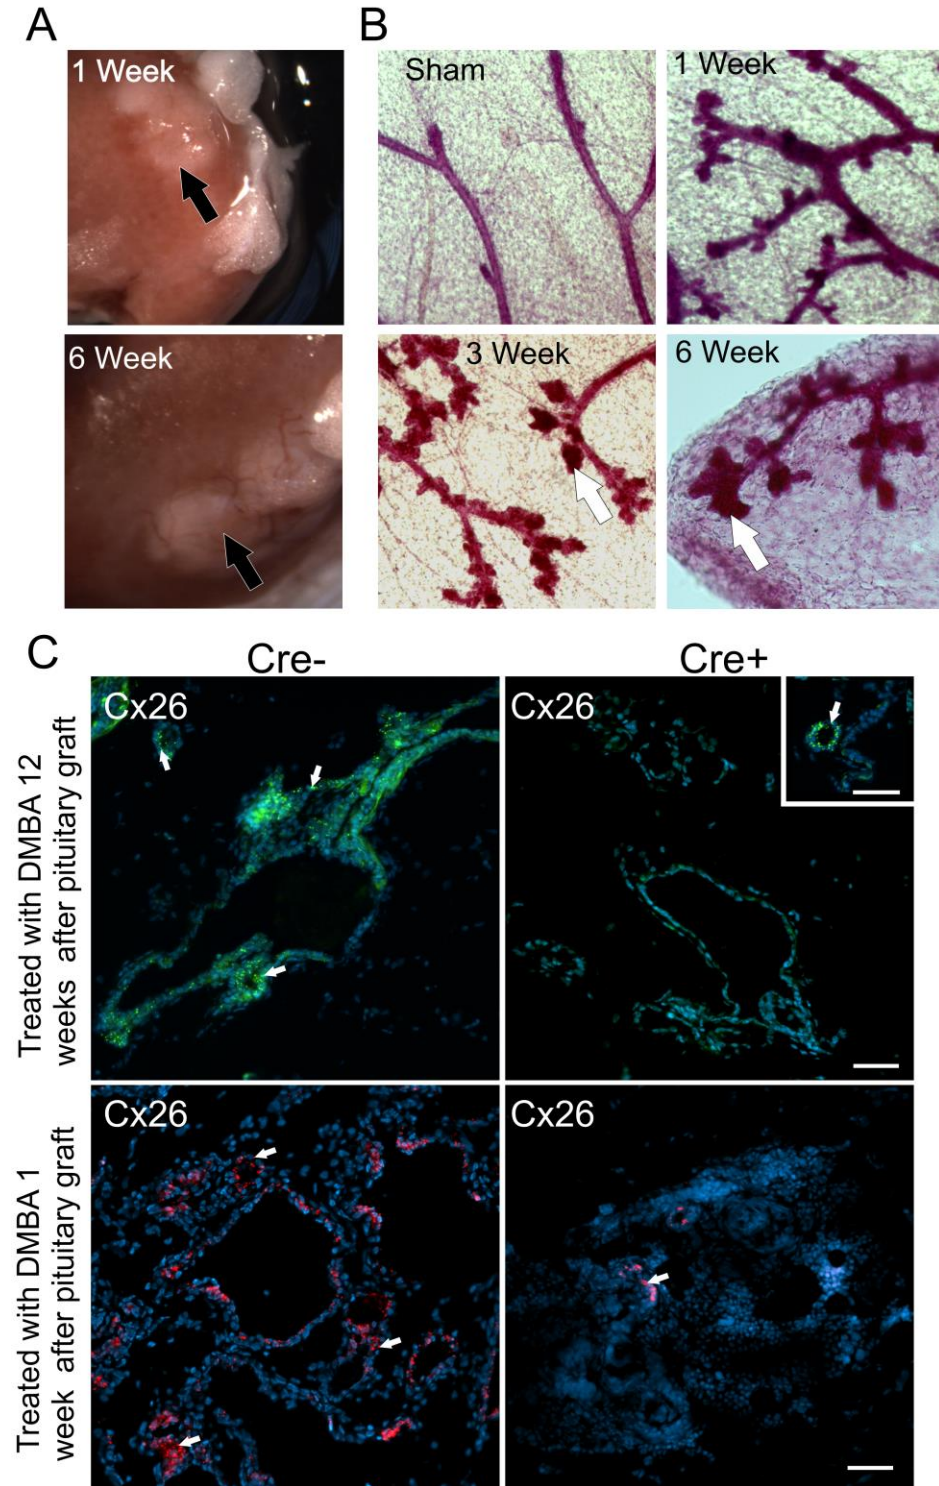 A
B
1 Week
Sham
1 Week
6 Week
3 Week
6 Week
C
Cre-
Cre+
Treated with DMBA 12
weeks after pituitary graft
Cx26
Cx26
Treated with DMBA 1
week after pituitary graft
Cx26
Cx26